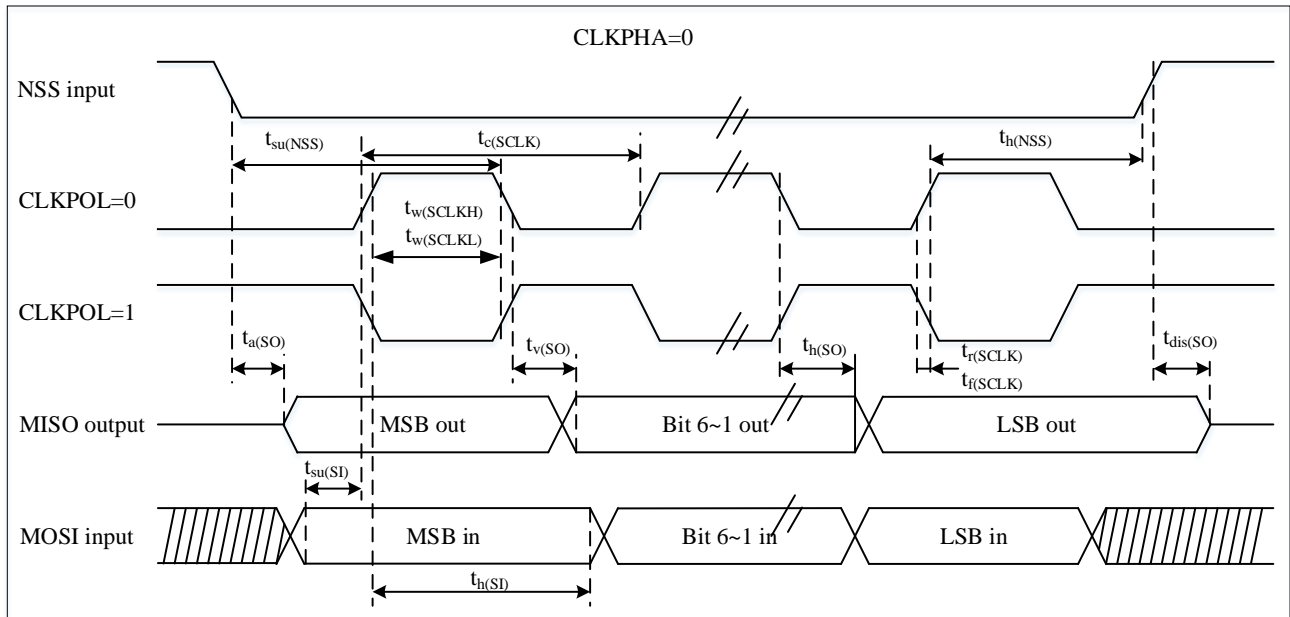 CLKPHA=0
NSS input
tsu(NSS)
tc(SCLK)
th(NSS)
CLKPOL=0
tw(SCLKH)
tw(SCLKL)
CLKPOL=1
ta(SO)
tv(SO)
th(SO)
tr(SCLK)
tf(SCLK)
tdis(SO)
MISO output
MSB out
Bit 6~1 out
LSB out
tsu(SI)
MOSI input
MSB in
Bit 6~1 in
LSB in
th(SI)